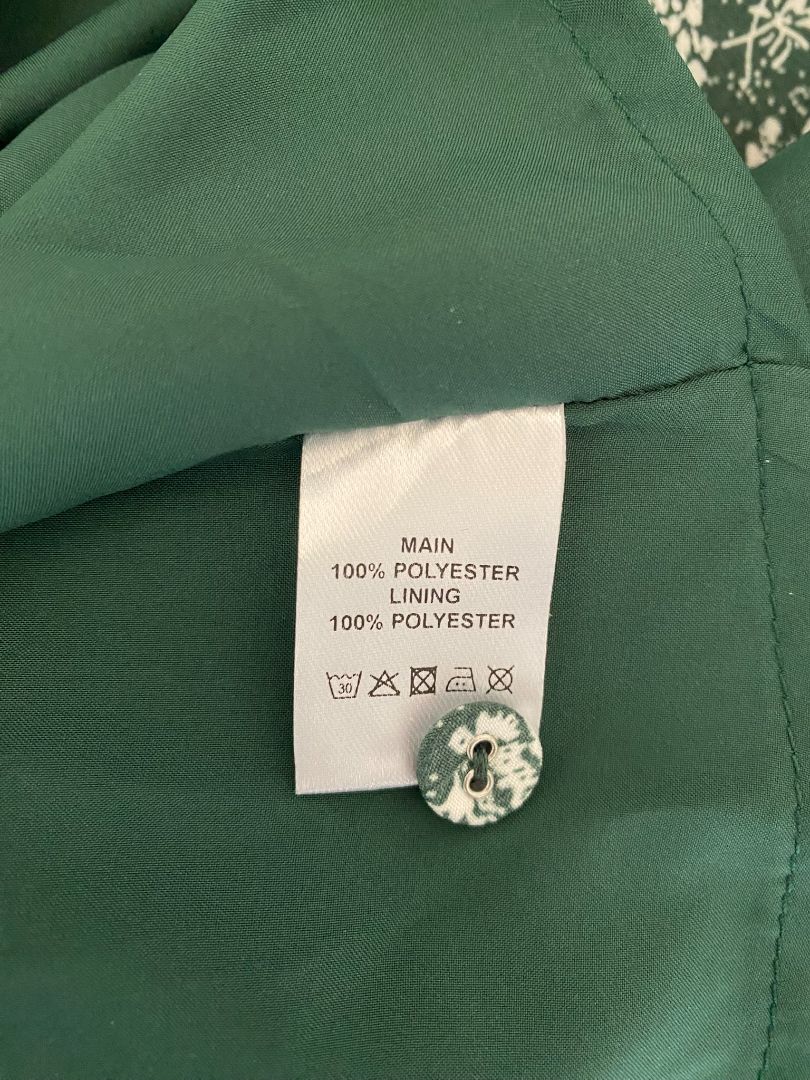 MAIN
100% POLYESTER
LINING
100% POLYESTER
30